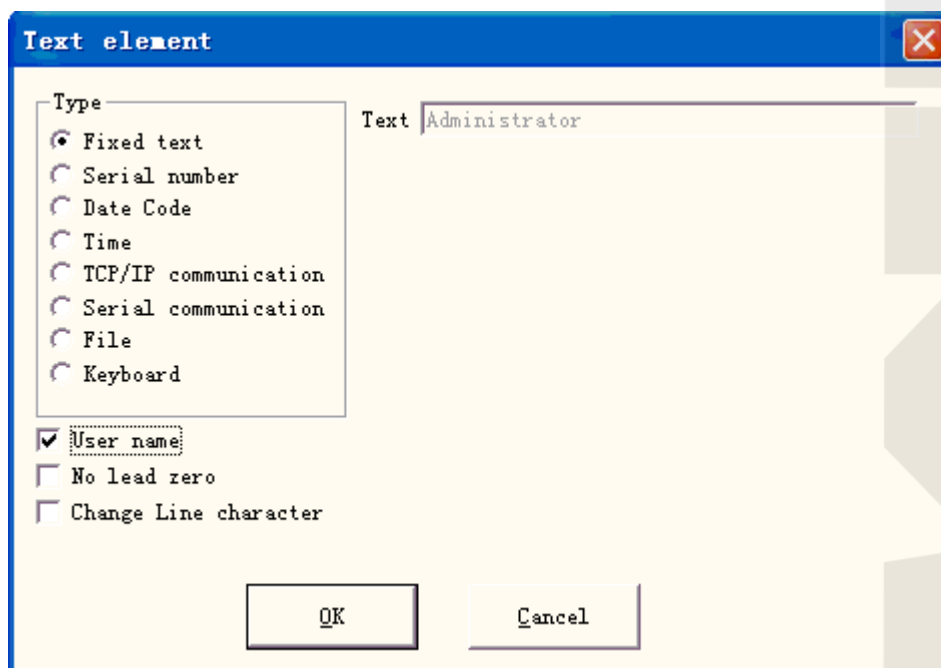 Text element
Type
Fixed text
Serial number
Date Code
Time
TCP/IP communication
Serial communication
File
Keyboard
Text Administrator
User name
No lead zero
Change Line character
OK
Cancel